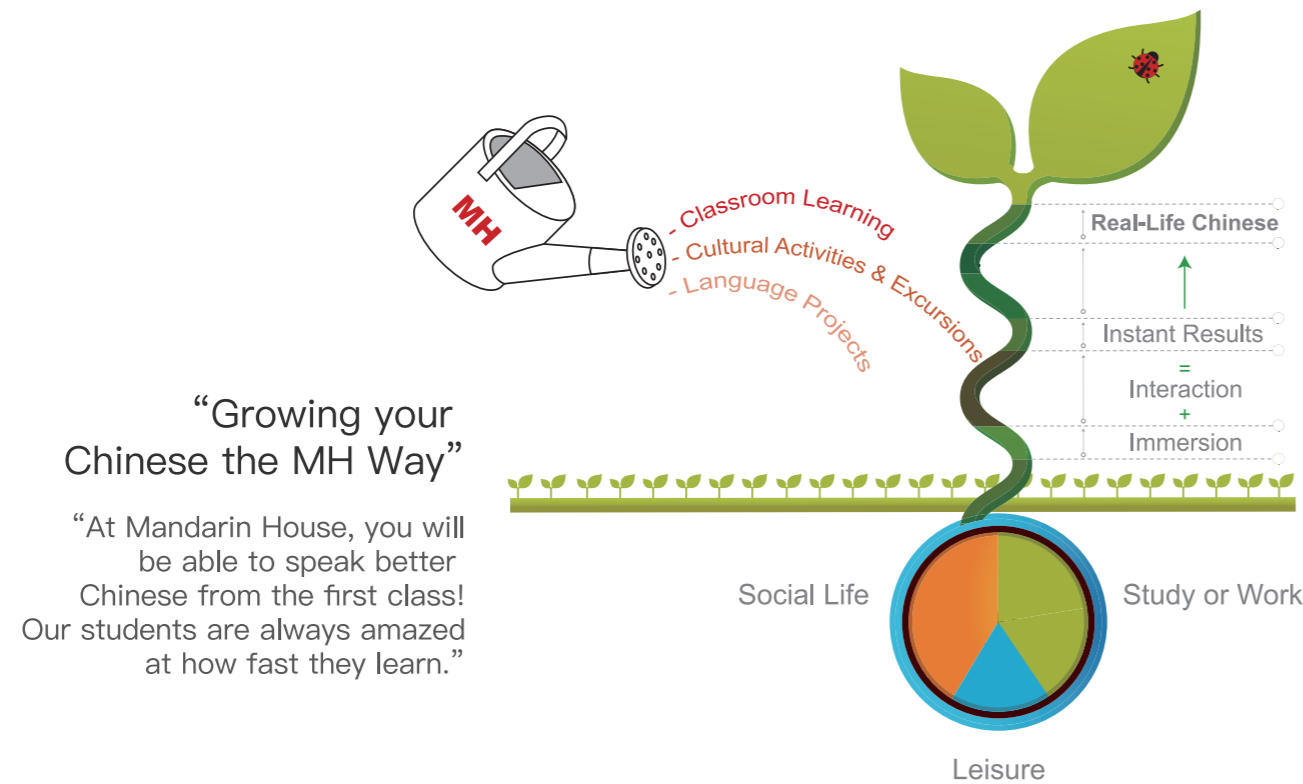 MH
- Classroom Learning
- Cultural Activities & Excursions
- Language Projects
Real-Life Chinese
Instant Results
=
Interaction
+
Immersion
“Growing your
Chinese the MH Way”
“At Mandarin House, you will
be able to speak better
Chinese from the first class!
Our students are always amazed
at how fast they learn.”
Social Life
Study or Work
Leisure